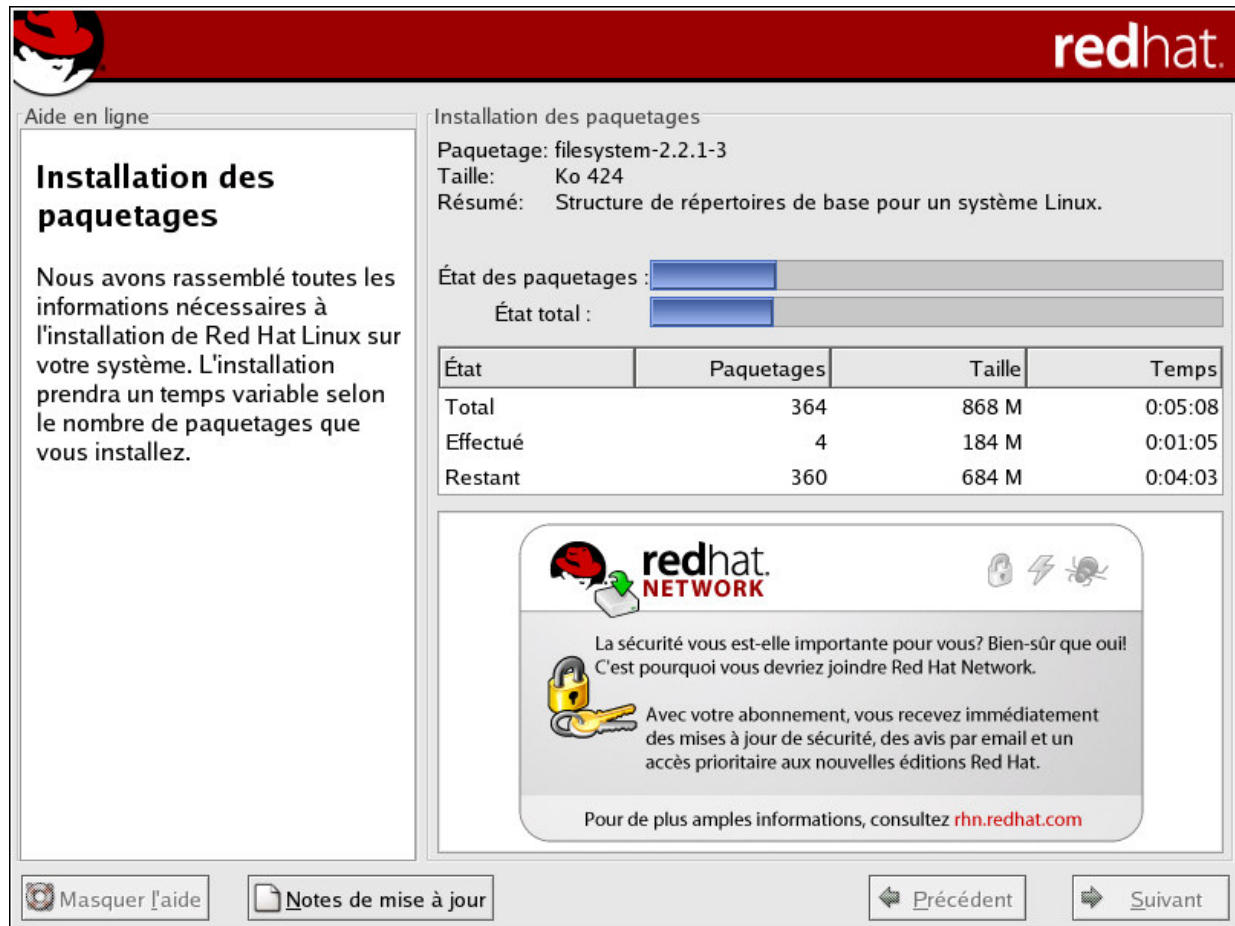 redhat.
Aide en ligne
Installation des
paquetages
Nous avons rassemblé toutes les
informations nécessaires à
l'installation de Red Hat Linux sur
votre système. L'installation
prendra un temps variable selon
le nombre de paquetages que
vous installez.
Installation des paquetages
Paquetage: filesystem-2.2.1-3
Taille: Ko 424
Résumé: Structure de répertoires de base pour un système Linux.
État des paquetages :
État total :
État Paquetages Taille Temps
Total 364 868 M 0:05:08
Effectué 4 184 M 0:01:05
Restant 360 684 M 0:04:03
redhat.
NETWORK
La sécurité vous est-elle importante pour vous? Bien-sûr que oui!
C'est pourquoi vous devriez joindre Red Hat Network.
Avec votre abonnement, vous recevez immédiatement
des mises à jour de sécurité, des avis par email et un
accès prioritaire aux nouvelles éditions Red Hat.
Pour de plus amples informations, consultez rhn.redhat.com
Masquer l'aide
Notes de mise à jour
Précédent
Suivant